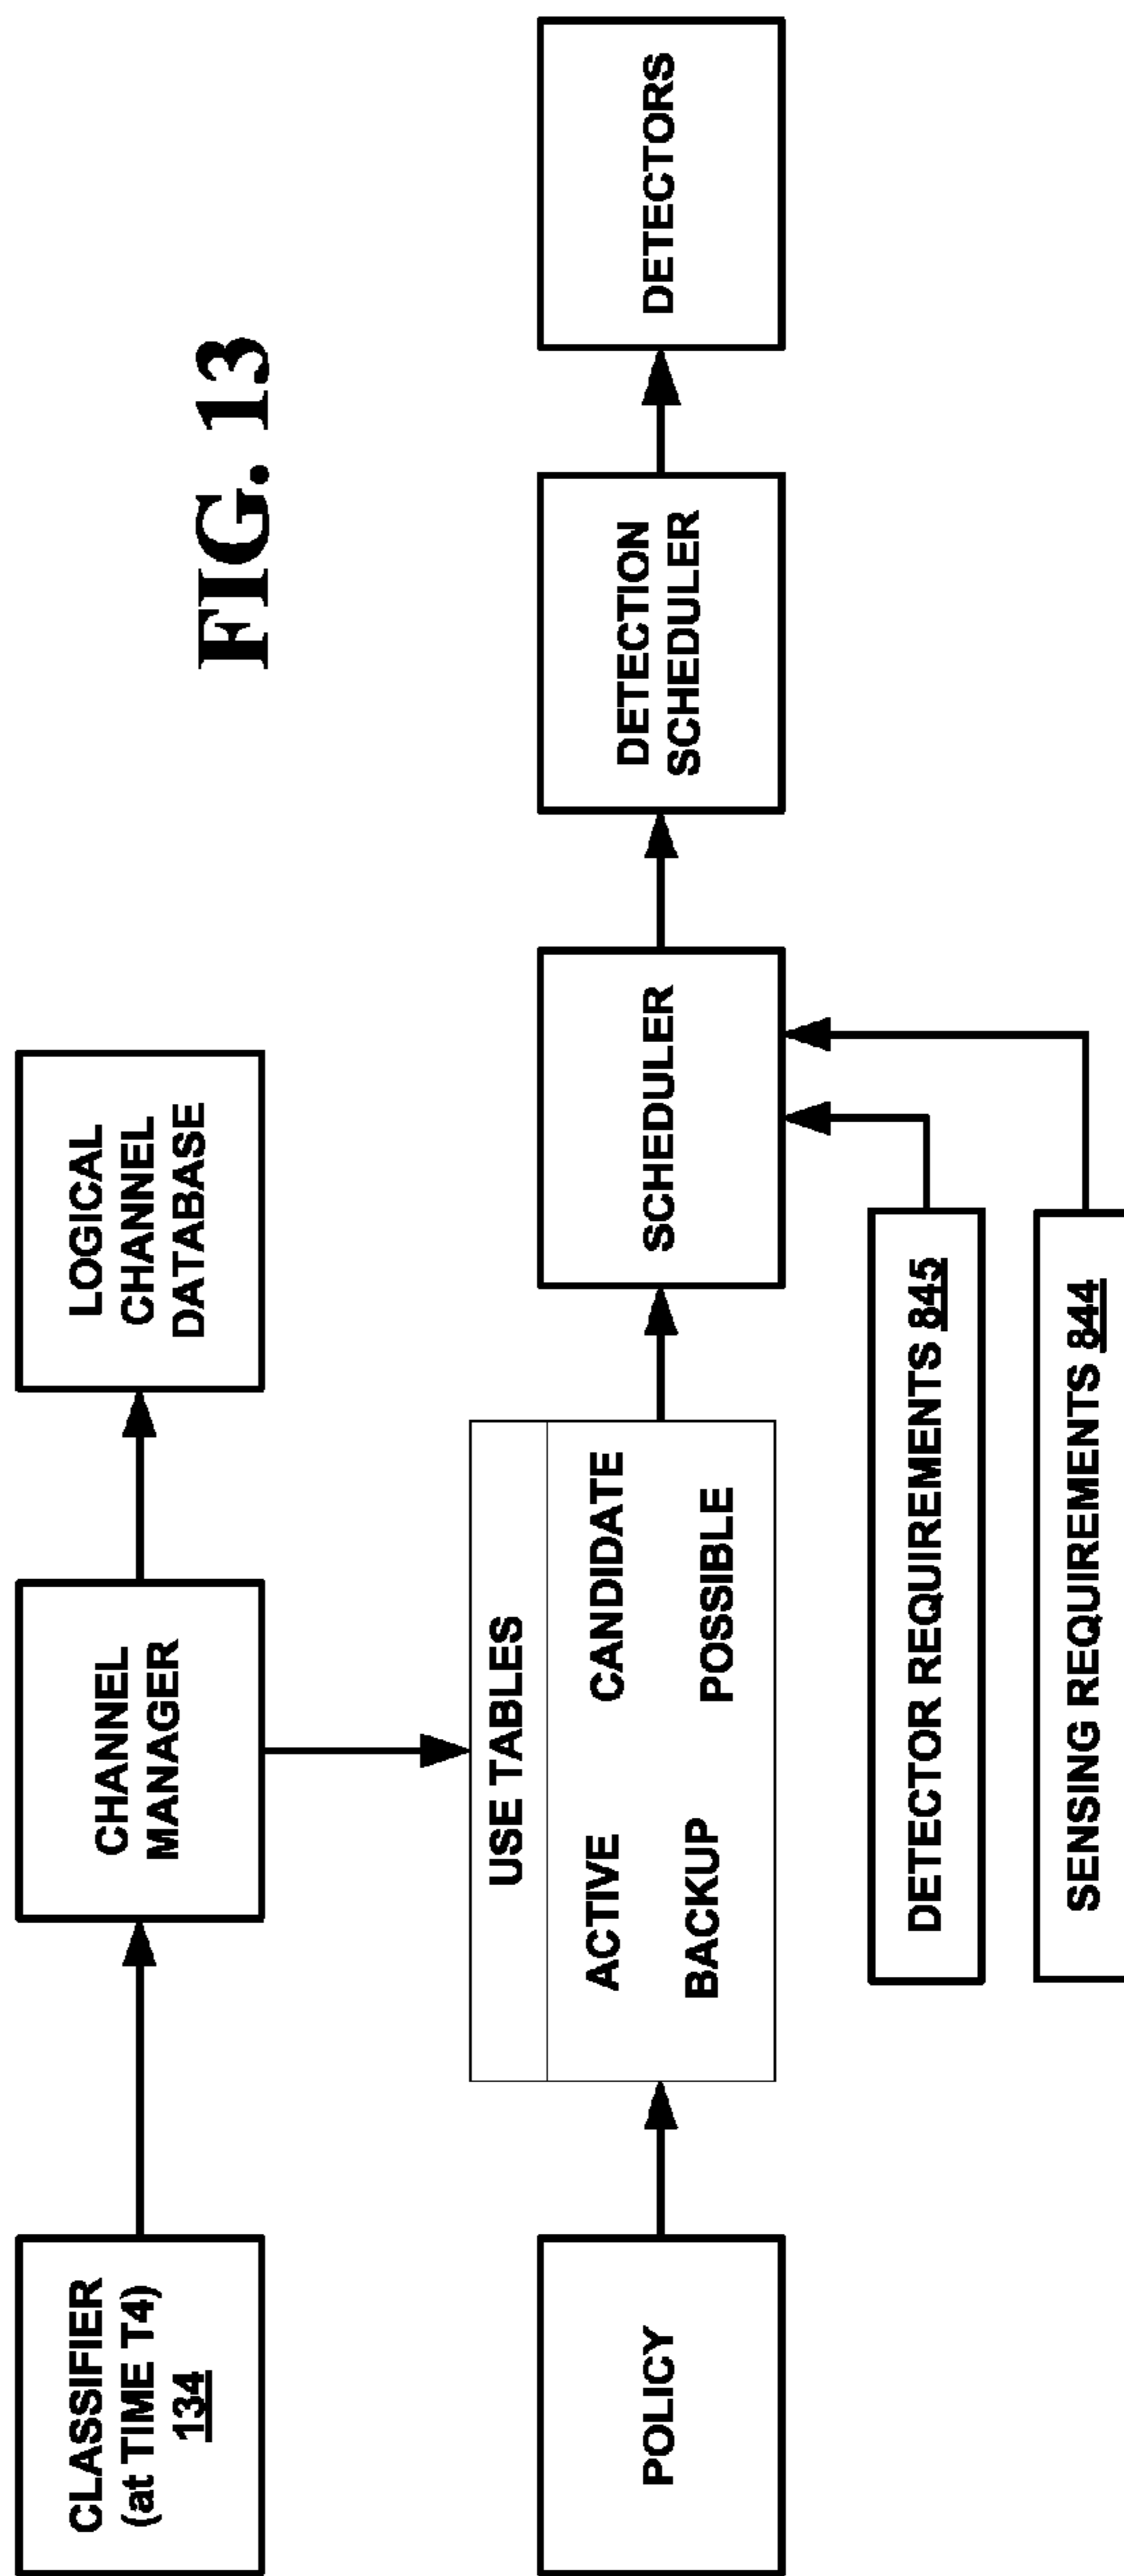 FIG. 13
CLASSIFIER
(at TIME T4)
134
CHANNEL
MANAGER
LOGICAL
CHANNEL
DATABASE
POLICY
USE TABLES
ACTIVE
CANDIDATE
BACKUP
POSSIBLE
SCHEDULER
DETECTION
SCHEDULER
DETECTORS
DETECTOR REQUIREMENTS 845
SENSING REQUIREMENTS 844